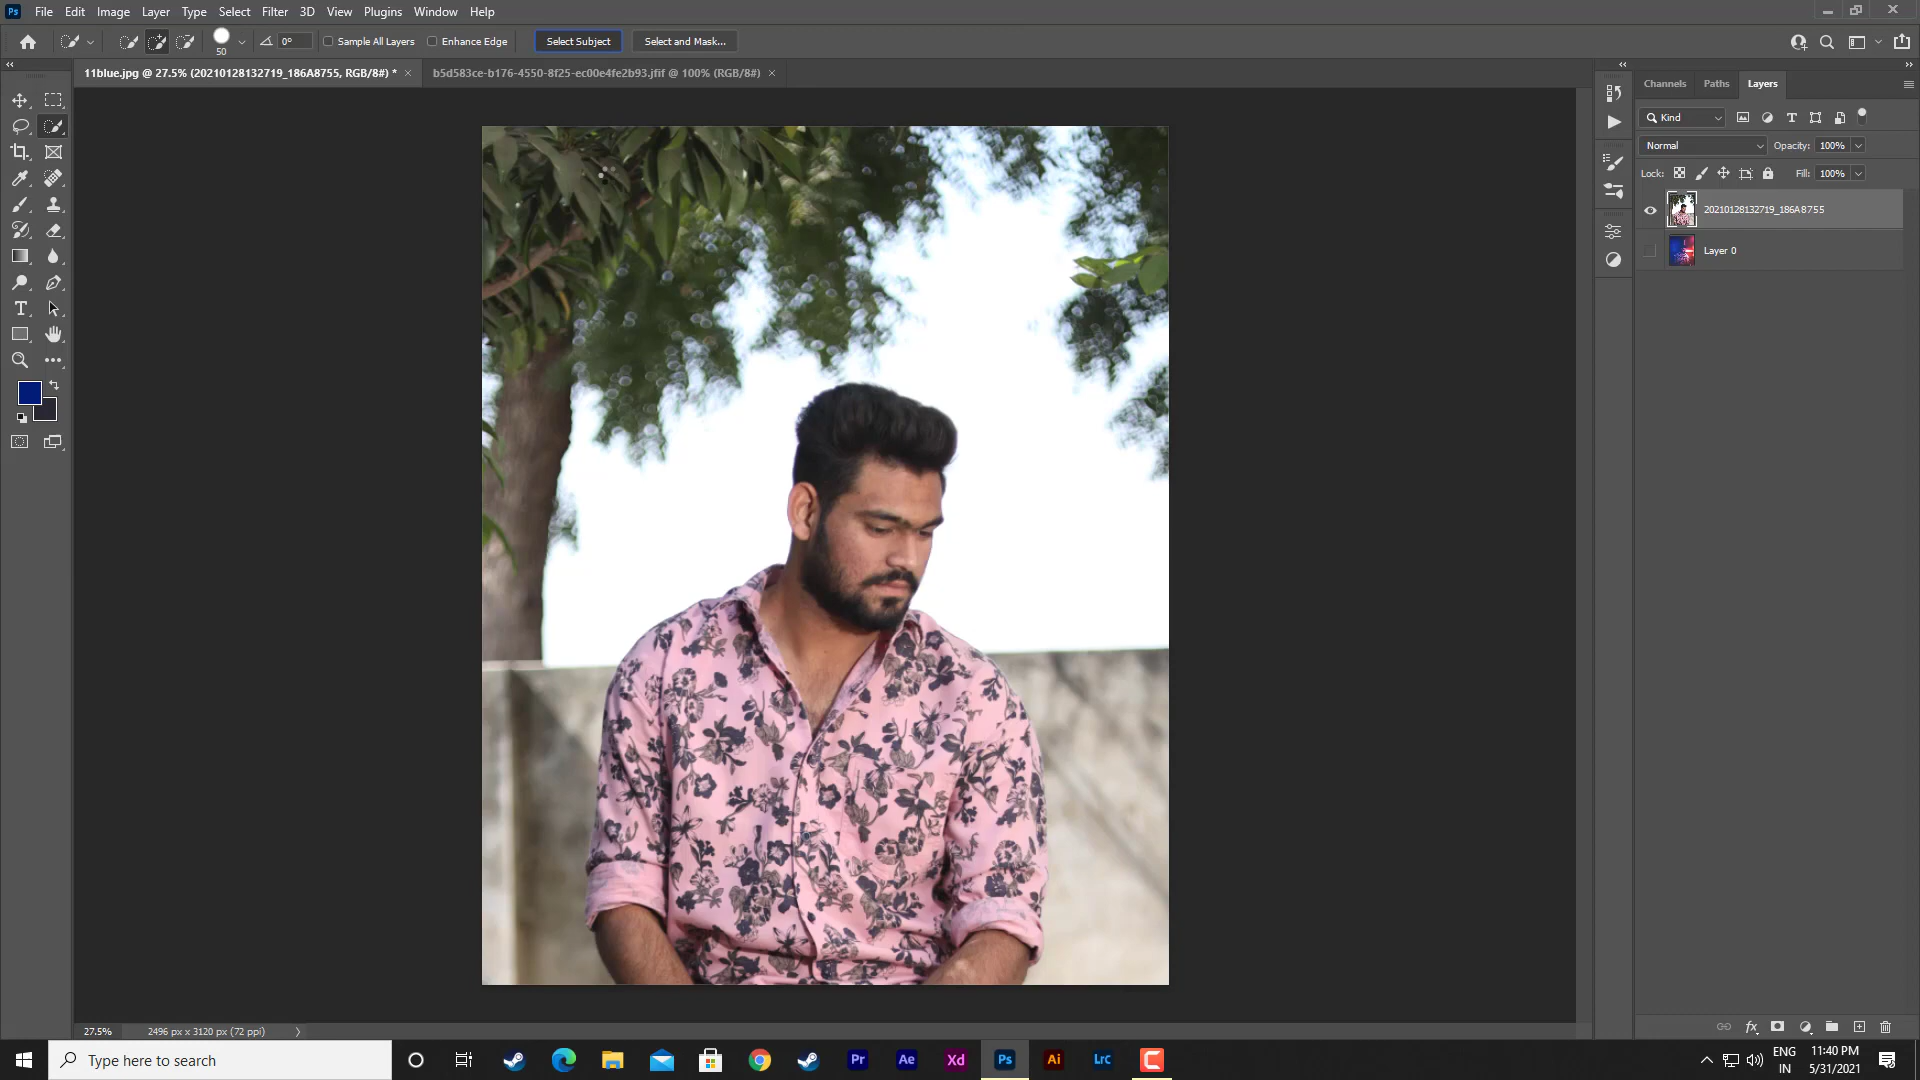 Ps File Edit Image Layer Type Select Filter 3D View Plugins Window Help
50 0° Sample All Layers Enhance Edge Select Subject Select and Mask...
11blue.jpg @ 27.5% (20210128132719_186A8755, RGB/8#) * × b5d583ce-b176-4550-8f25-ec00e4fe2b93.jfif @ 100% (RGB/8#) ×
Channels Paths Layers
Kind
Normal Opacity: 100%
Lock: Fill: 100%
20210128132719_186A8755
Layer 0
27.5% 2496 px x 3120 px (72 ppi)
Type here to search
Pr Ae Xd Ps Ai Lrc
ENG
IN
11:40 PM
5/31/2021